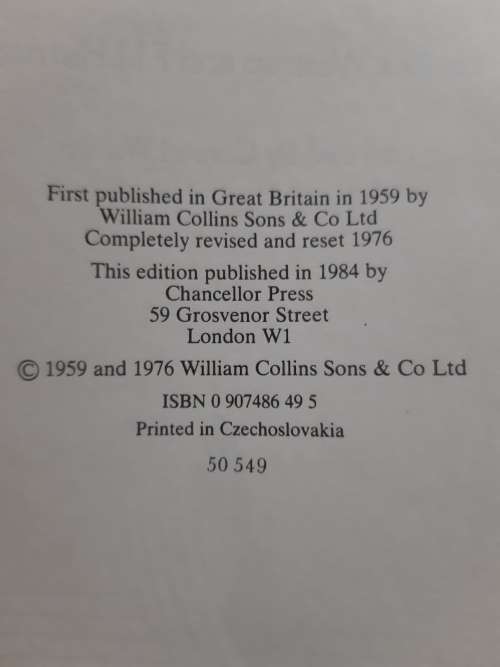 First published in Great Britain in 1959 by
William Collins Sons & Co Ltd
Completely revised and reset 1976
This edition published in 1984 by
Chancellor Press
59 Grosvenor Street
London W1
© 1959 and 1976 William Collins Sons & Co Ltd
ISBN 0 907486 49 5
Printed in Czechoslovakia
50 549